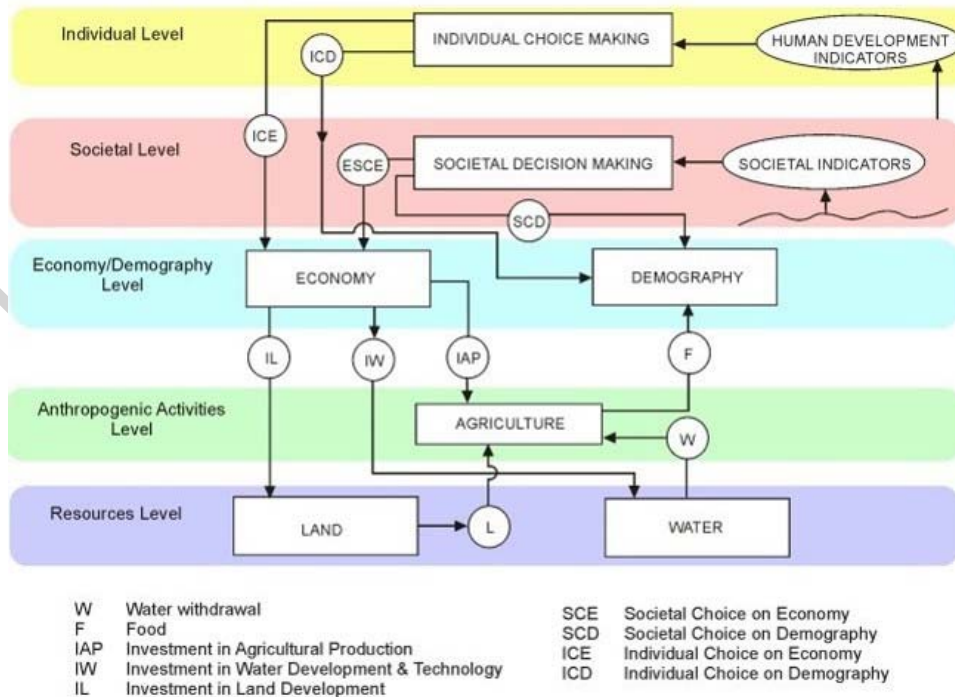 Individual Level
INDIVIDUAL CHOICE MAKING
HUMAN DEVELOPMENT
INDICATORS
ICD
ICE
Societal Level
ESCE
SOCIETAL DECISION MAKING
SOCIETAL INDICATORS
SCD
Economy/Demography
Level
ECONOMY
DEMOGRAPHY
IL
IW
IAP
F
Anthropogenic Activities
Level
AGRICULTURE
W
Resources Level
LAND
L
WATER
W Water withdrawal
F Food
IAP Investment in Agricultural Production
IW Investment in Water Development & Technology
IL Investment in Land Development
SCE Societal Choice on Economy
SCD Societal Choice on Demography
ICE Individual Choice on Economy
ICD Individual Choice on Demography